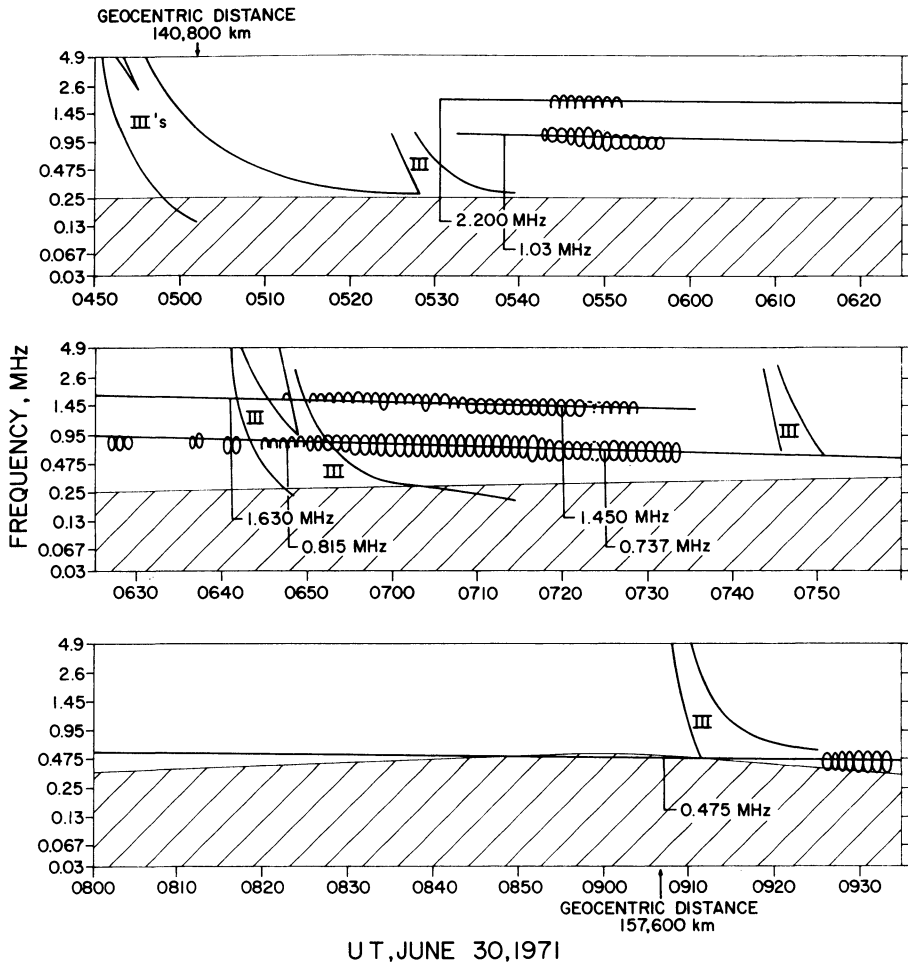 GEOCENTRIC DISTANCE
140,800 km
4.9
2.6
1.45
0.95
0.475
0.25
0.13
0.067
0.03
III's
III
2.200 MHz
1.03 MHz
0450 0500 0510 0520 0530 0540 0550 0600 0610 0620
FREQUENCY, MHz
4.9
2.6
1.45
0.95
0.475
0.25
0.13
0.067
0.03
III
III
III
1.630 MHz
0.815 MHz
1.450 MHz
0.737 MHz
0630 0640 0650 0700 0710 0720 0730 0740 0750
4.9
2.6
1.45
0.95
0.475
0.25
0.13
0.067
0.03
III
0.475 MHz
0800 0810 0820 0830 0840 0850 0900 0910 0920 0930
GEOCENTRIC DISTANCE
157,600 km
UT, JUNE 30, 1971